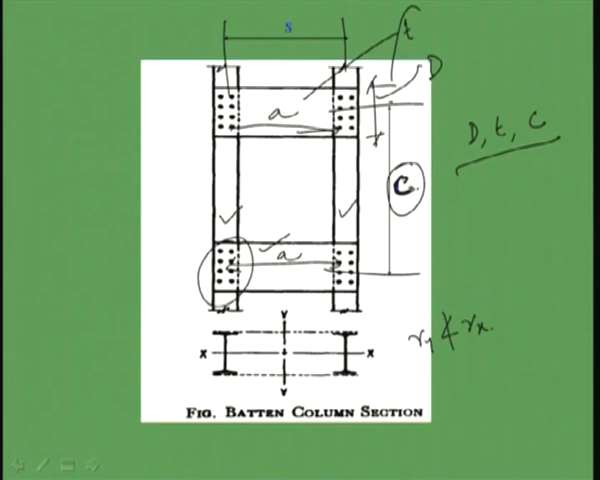 S
t
D
a
D, t, C
C
a
Y
X X
Y
ry ≮ rx.
FIG. BATTEN COLUMN SECTION